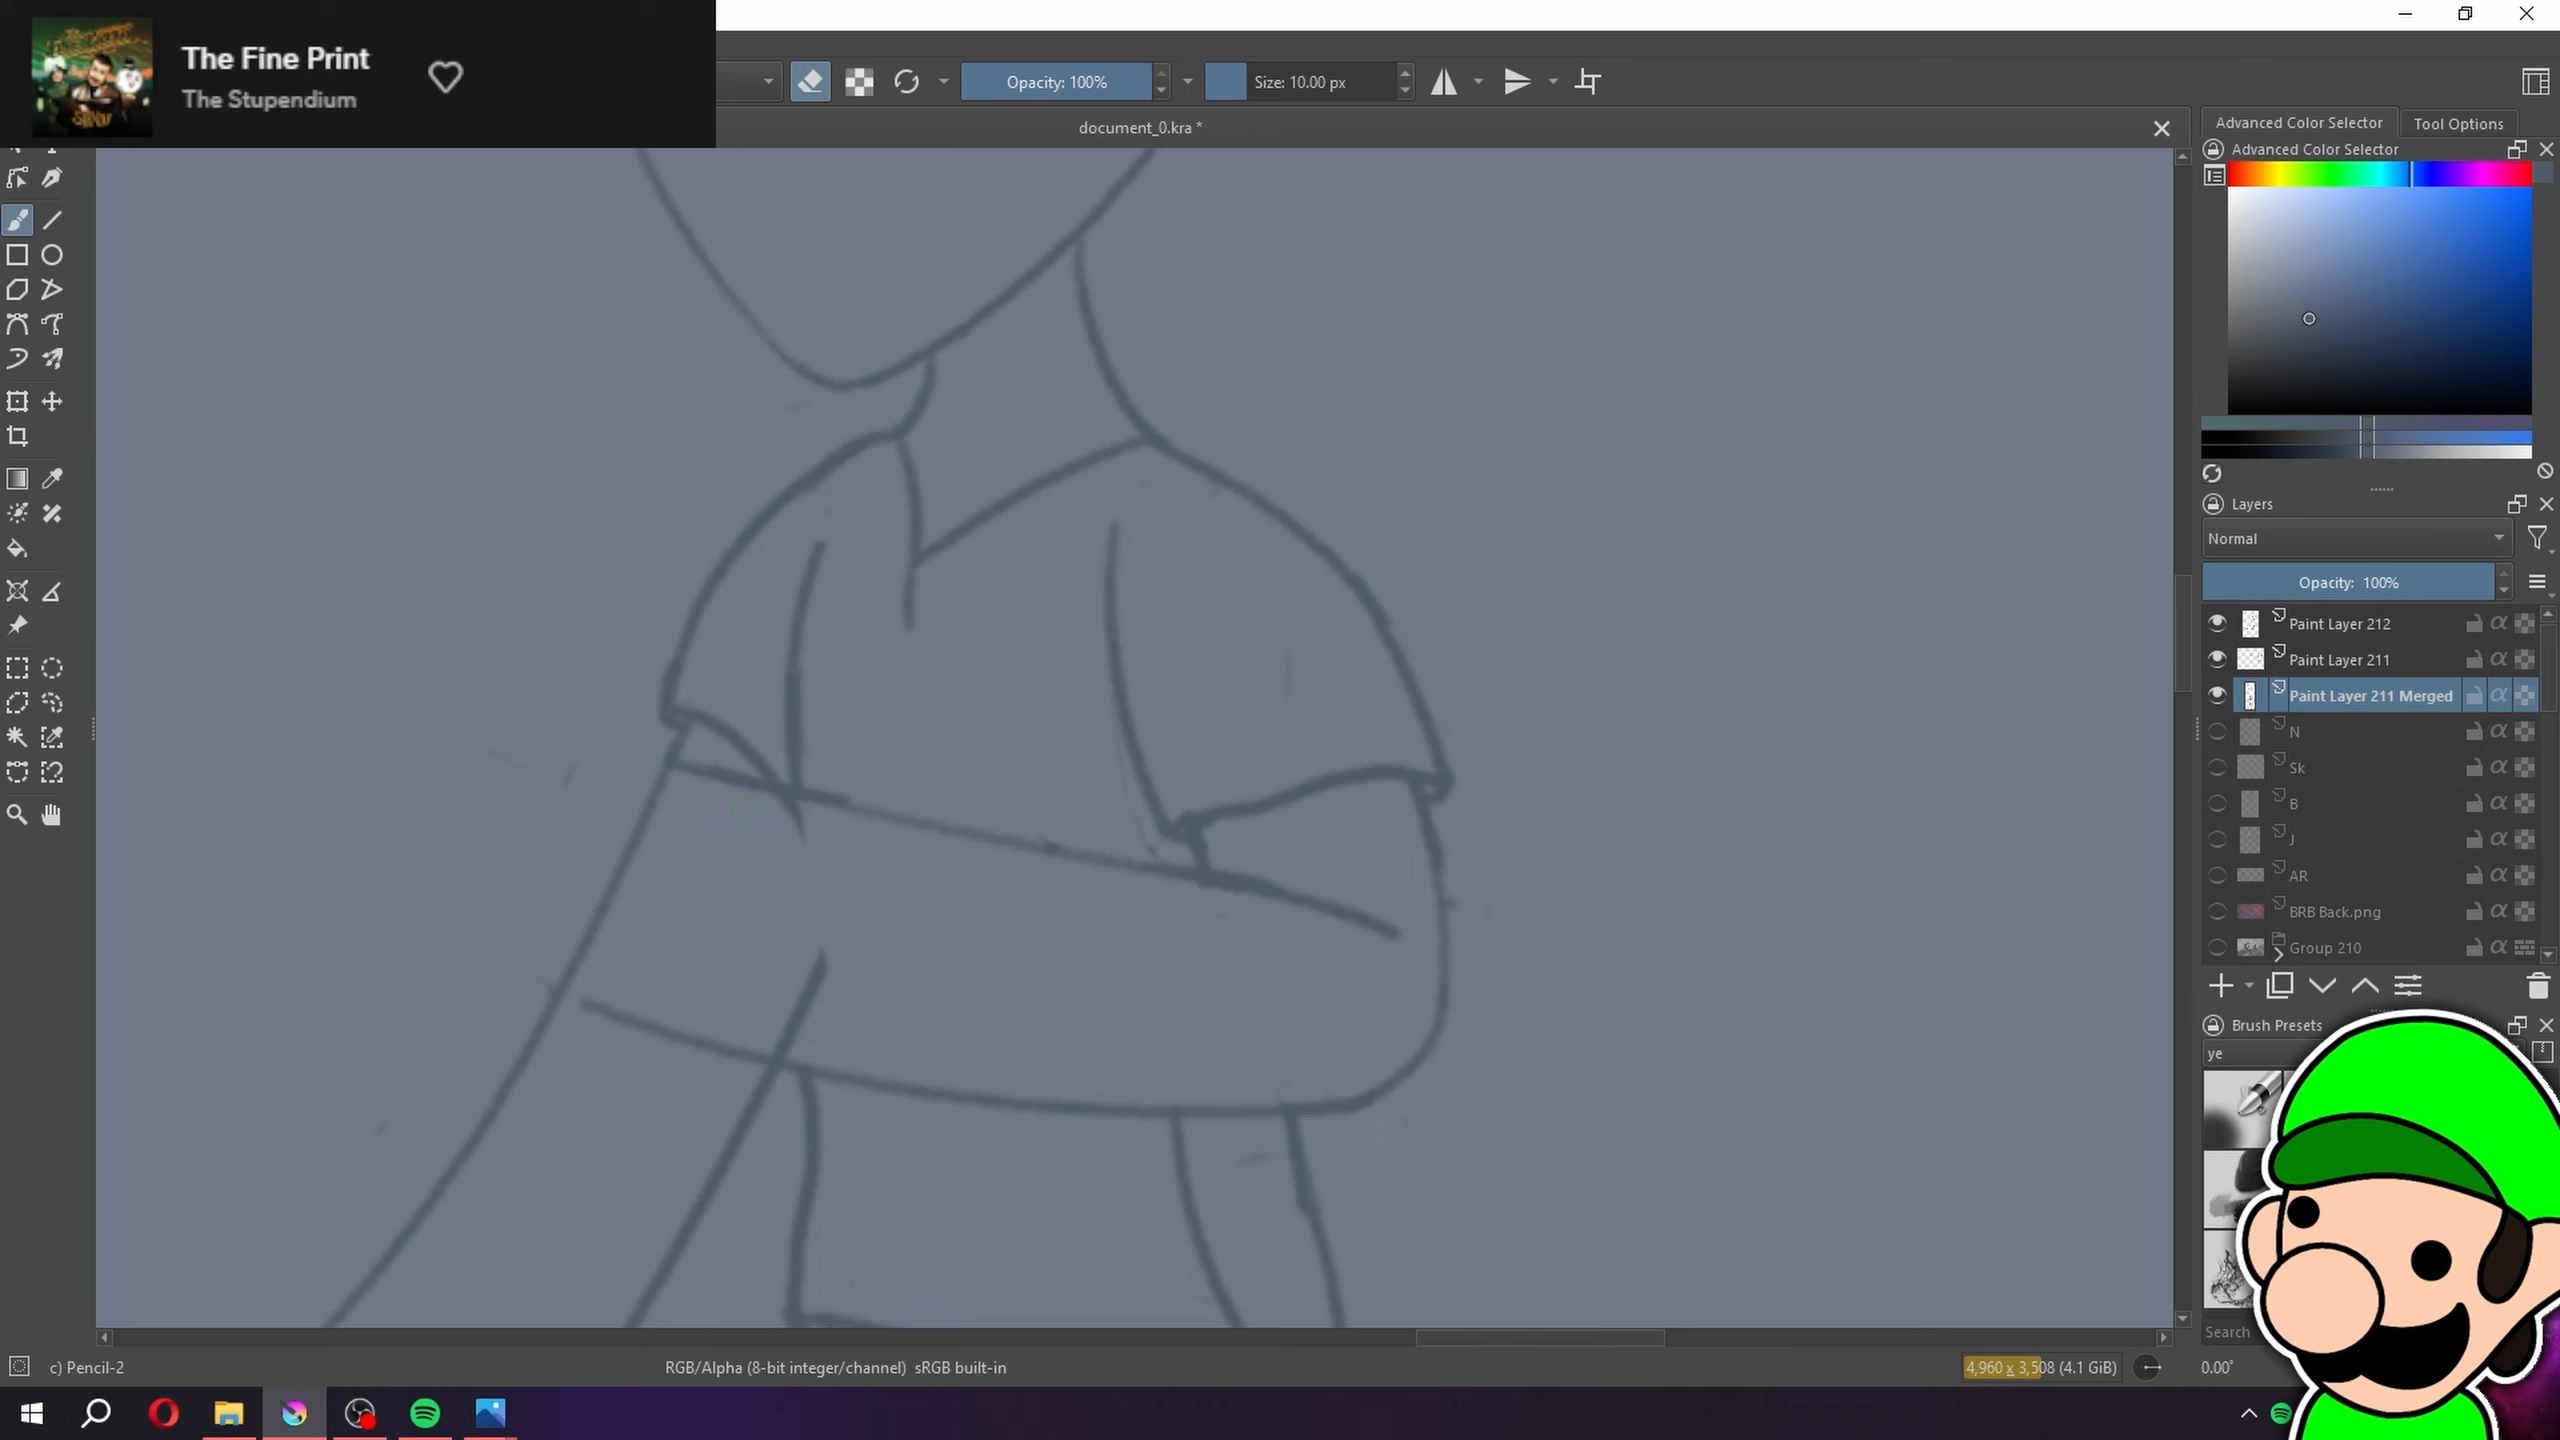 The Fine Print
The Stupendium
Opacity: 100%
Size: 10.00 px
document_0.kra *
Advanced Color Selector
Tool Options
Advanced Color Selector
Layers
Normal
Opacity: 100%
Paint Layer 212
Paint Layer 211
Paint Layer 211 Merged
N
Sk
B
J
AR
BRB Back.png
Group 210
Brush Presets
ye
Search
c) Pencil-2
RGB/Alpha (8-bit integer/channel) sRGB built-in
4,960 x 3,508 (4.1 GiB)
0.00°